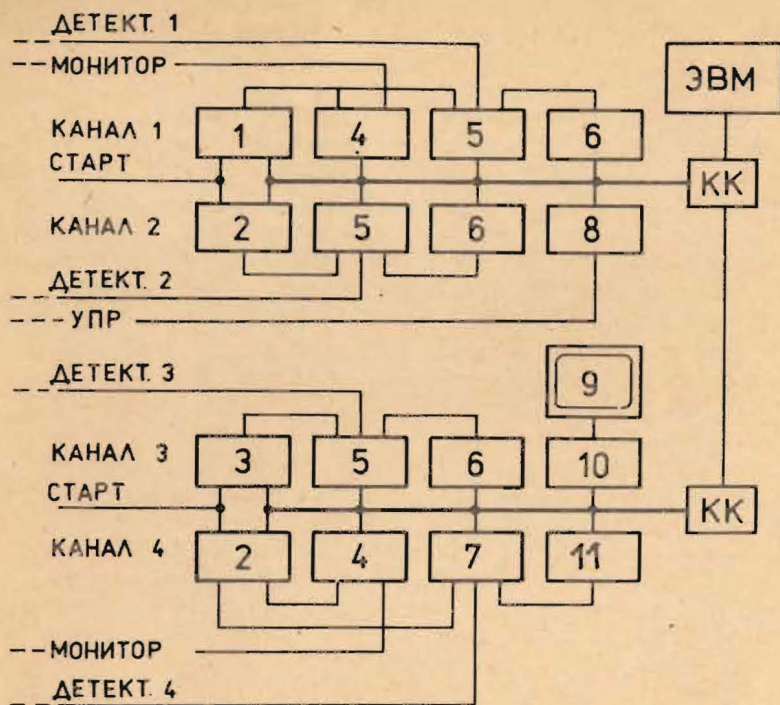 ДЕТЕКТ. 1
МОНИТОР
ЭВМ
КАНАЛ 1
1 4 5 6
СТАРТ
КК
КАНАЛ 2
2 5 6 8
ДЕТЕКТ. 2
УПР
ДЕТЕКТ. 3
9
КАНАЛ 3
3 5 6 10
СТАРТ
КК
КАНАЛ 4
2 4 7 11
МОНИТОР
ДЕТЕКТ. 4